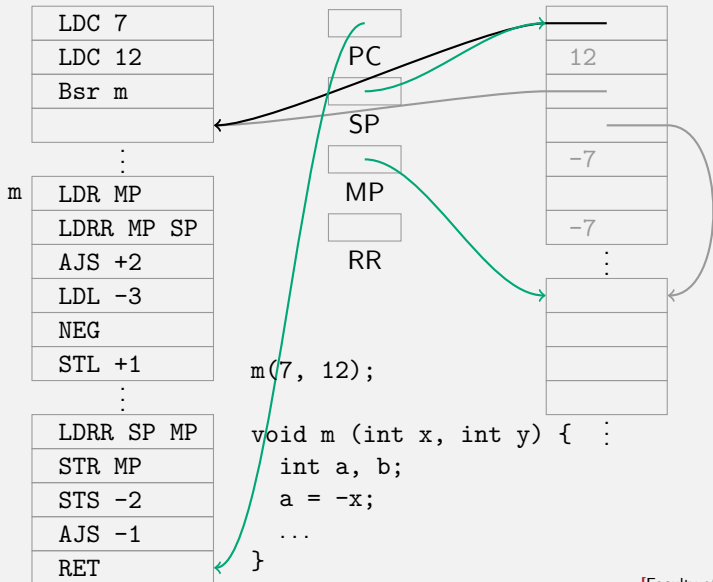 LDC 7
LDC 12
Bsr m
⋮
m LDR MP
LDRR MP SP
AJS +2
LDL -3
NEG
STL +1
⋮
LDRR SP MP
STR MP
STS -2
AJS -1
RET
PC
SP
MP
RR
12
-7
-7
⋮
⋮
m(7, 12);
void m (int x, int y) {
int a, b;
a = -x;
...
}